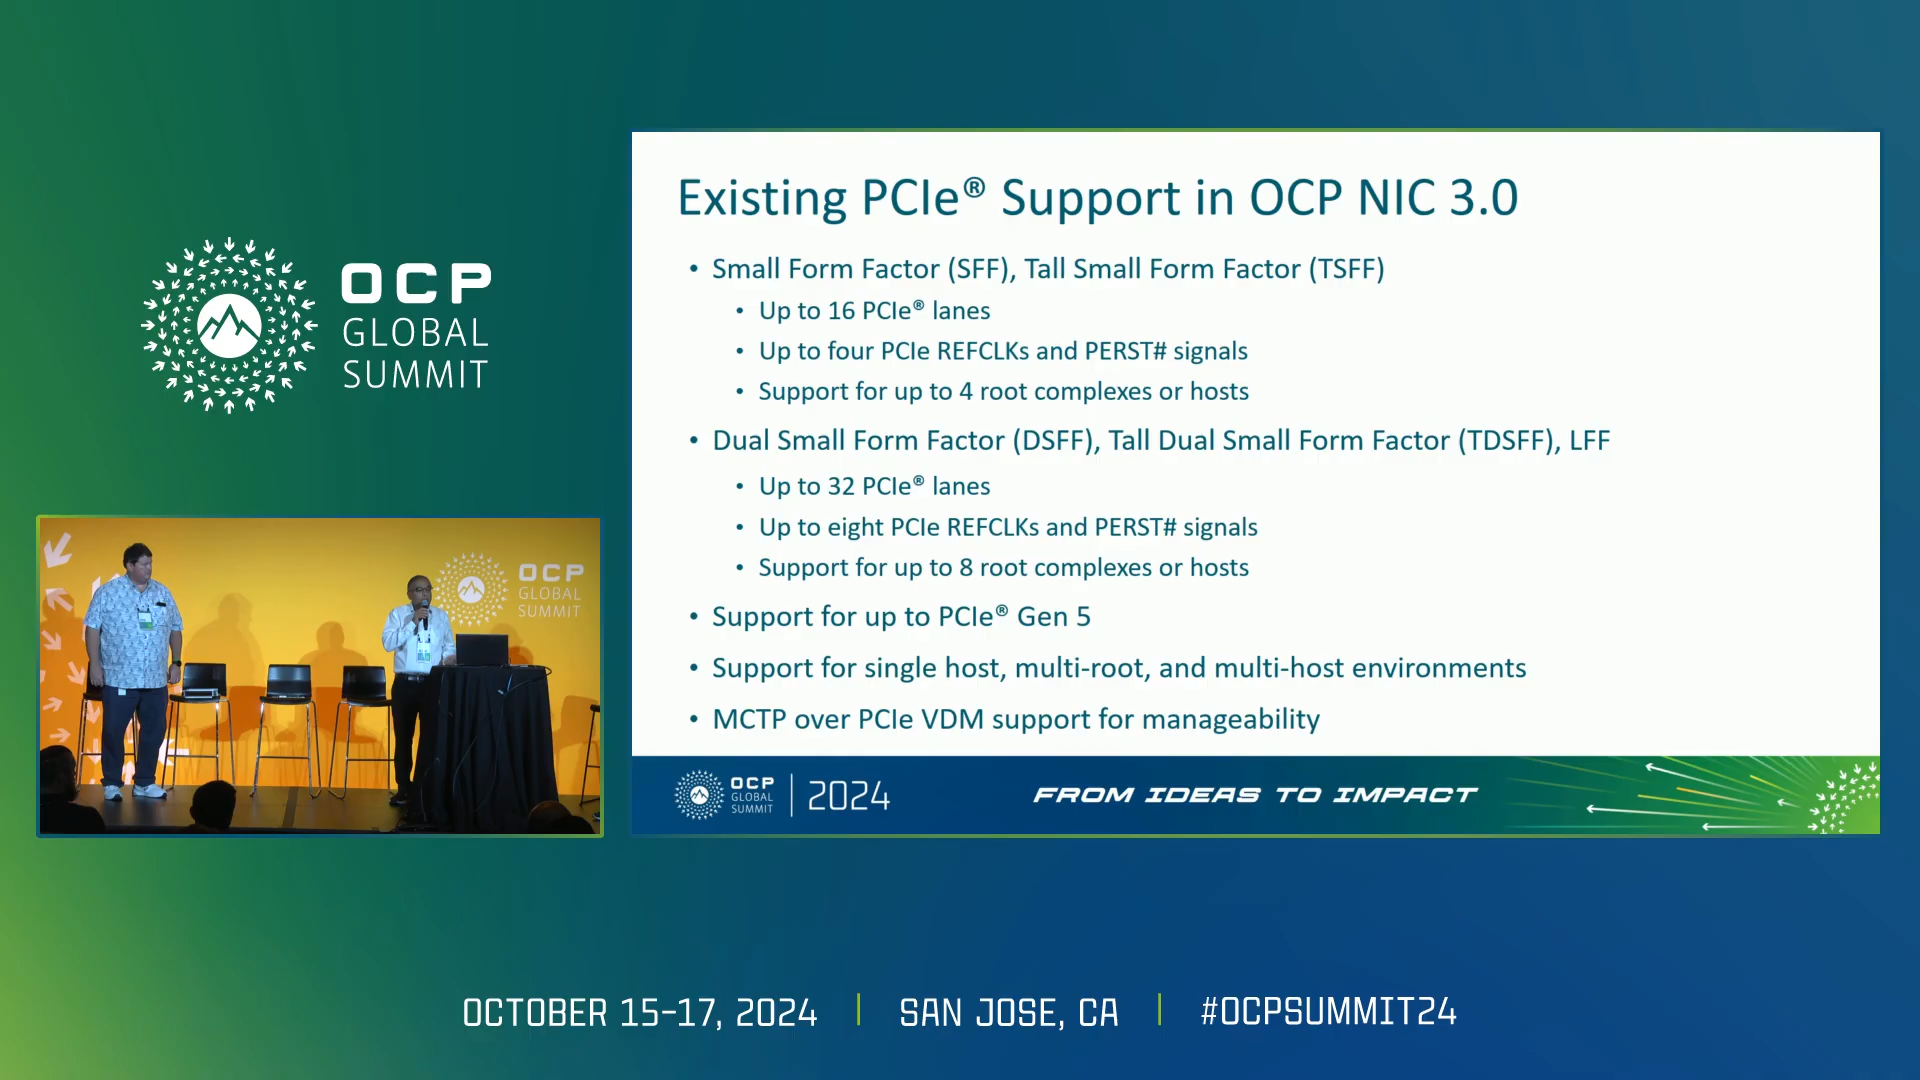 OCP
GLOBAL
SUMMIT
Existing PCIe® Support in OCP NIC 3.0
• Small Form Factor (SFF), Tall Small Form Factor (TSFF)
• Up to 16 PCIe® lanes
• Up to four PCIe REFCLKs and PERST# signals
• Support for up to 4 root complexes or hosts
• Dual Small Form Factor (DSFF), Tall Dual Small Form Factor (TDSFF), LFF
• Up to 32 PCIe® lanes
• Up to eight PCIe REFCLKs and PERST# signals
• Support for up to 8 root complexes or hosts
• Support for up to PCIe® Gen 5
• Support for single host, multi-root, and multi-host environments
• MCTP over PCIe VDM support for manageability
OCP
GLOBAL
SUMMIT
2024
FROM IDEAS TO IMPACT
OCP
GLOBAL
SUMMIT
OCTOBER 15-17, 2024 | SAN JOSE, CA | #OCPSUMMIT24